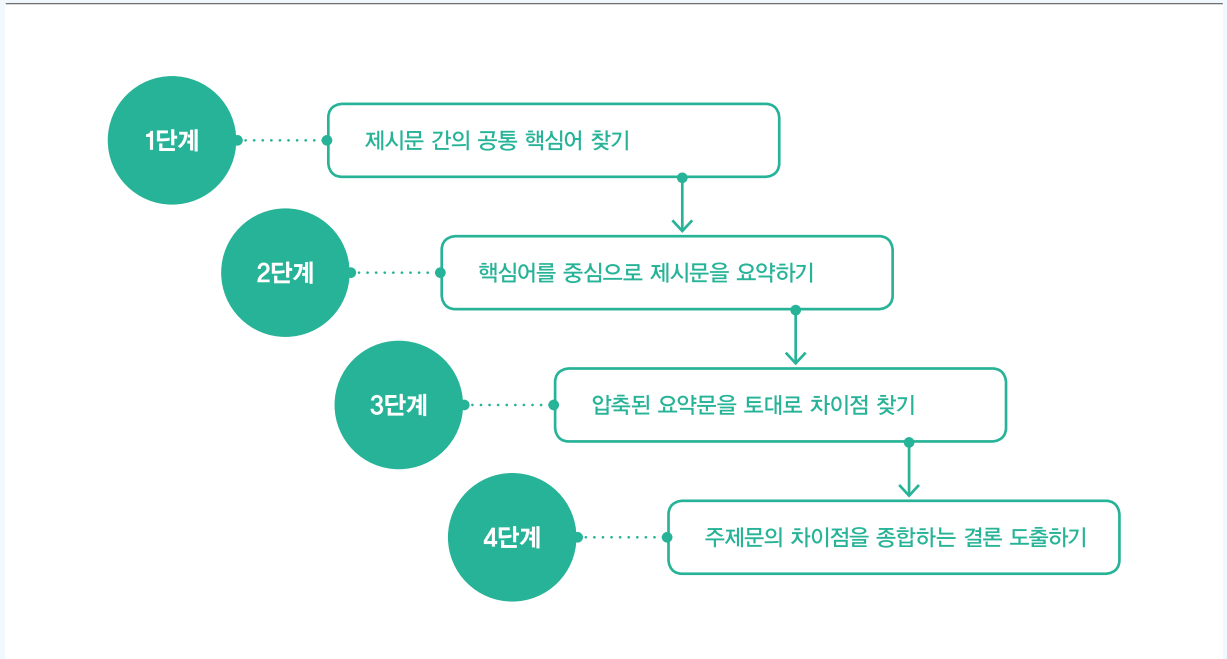 1단계
제시문 간의 공통 핵심어 찾기
2단계
핵심어를 중심으로 제시문을 요약하기
3단계
압축된 요약문을 토대로 차이점 찾기
4단계
주제문의 차이점을 종합하는 결론 도출하기